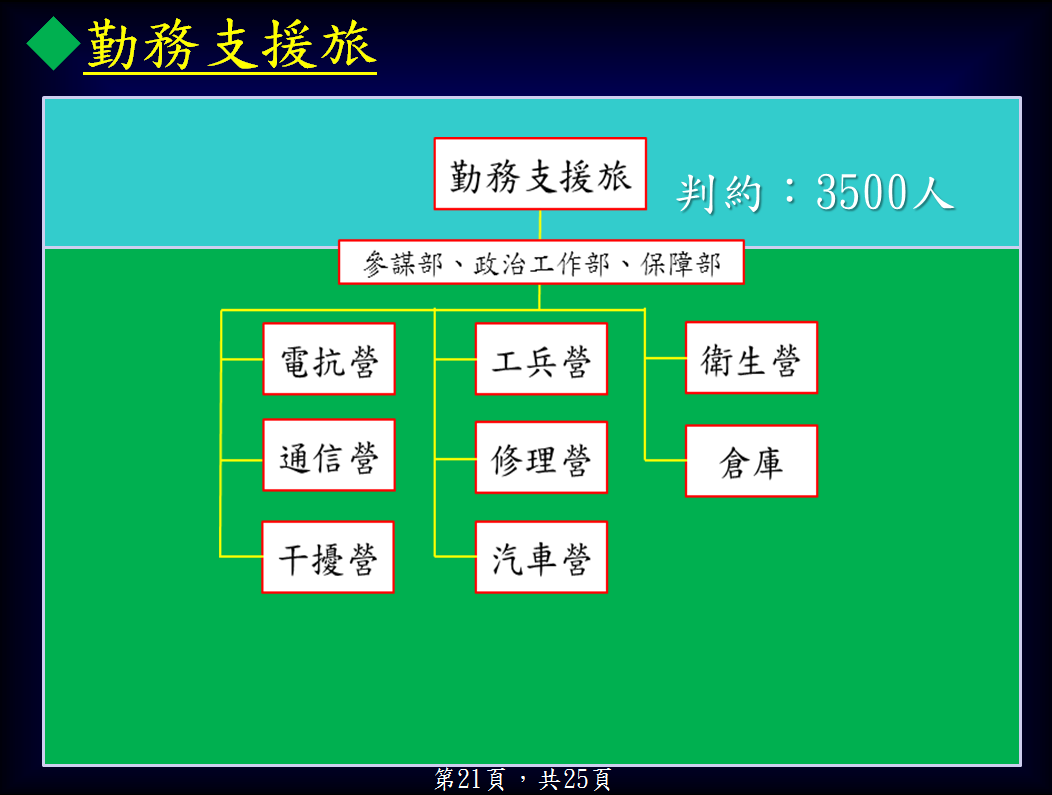 勤務支援旅
勤務支援旅
判約：3500人
參謀部、政治工作部、保障部
電抗營
工兵營
衛生營
通信營
修理營
倉庫
干擾營
汽車營
第21頁，共25頁